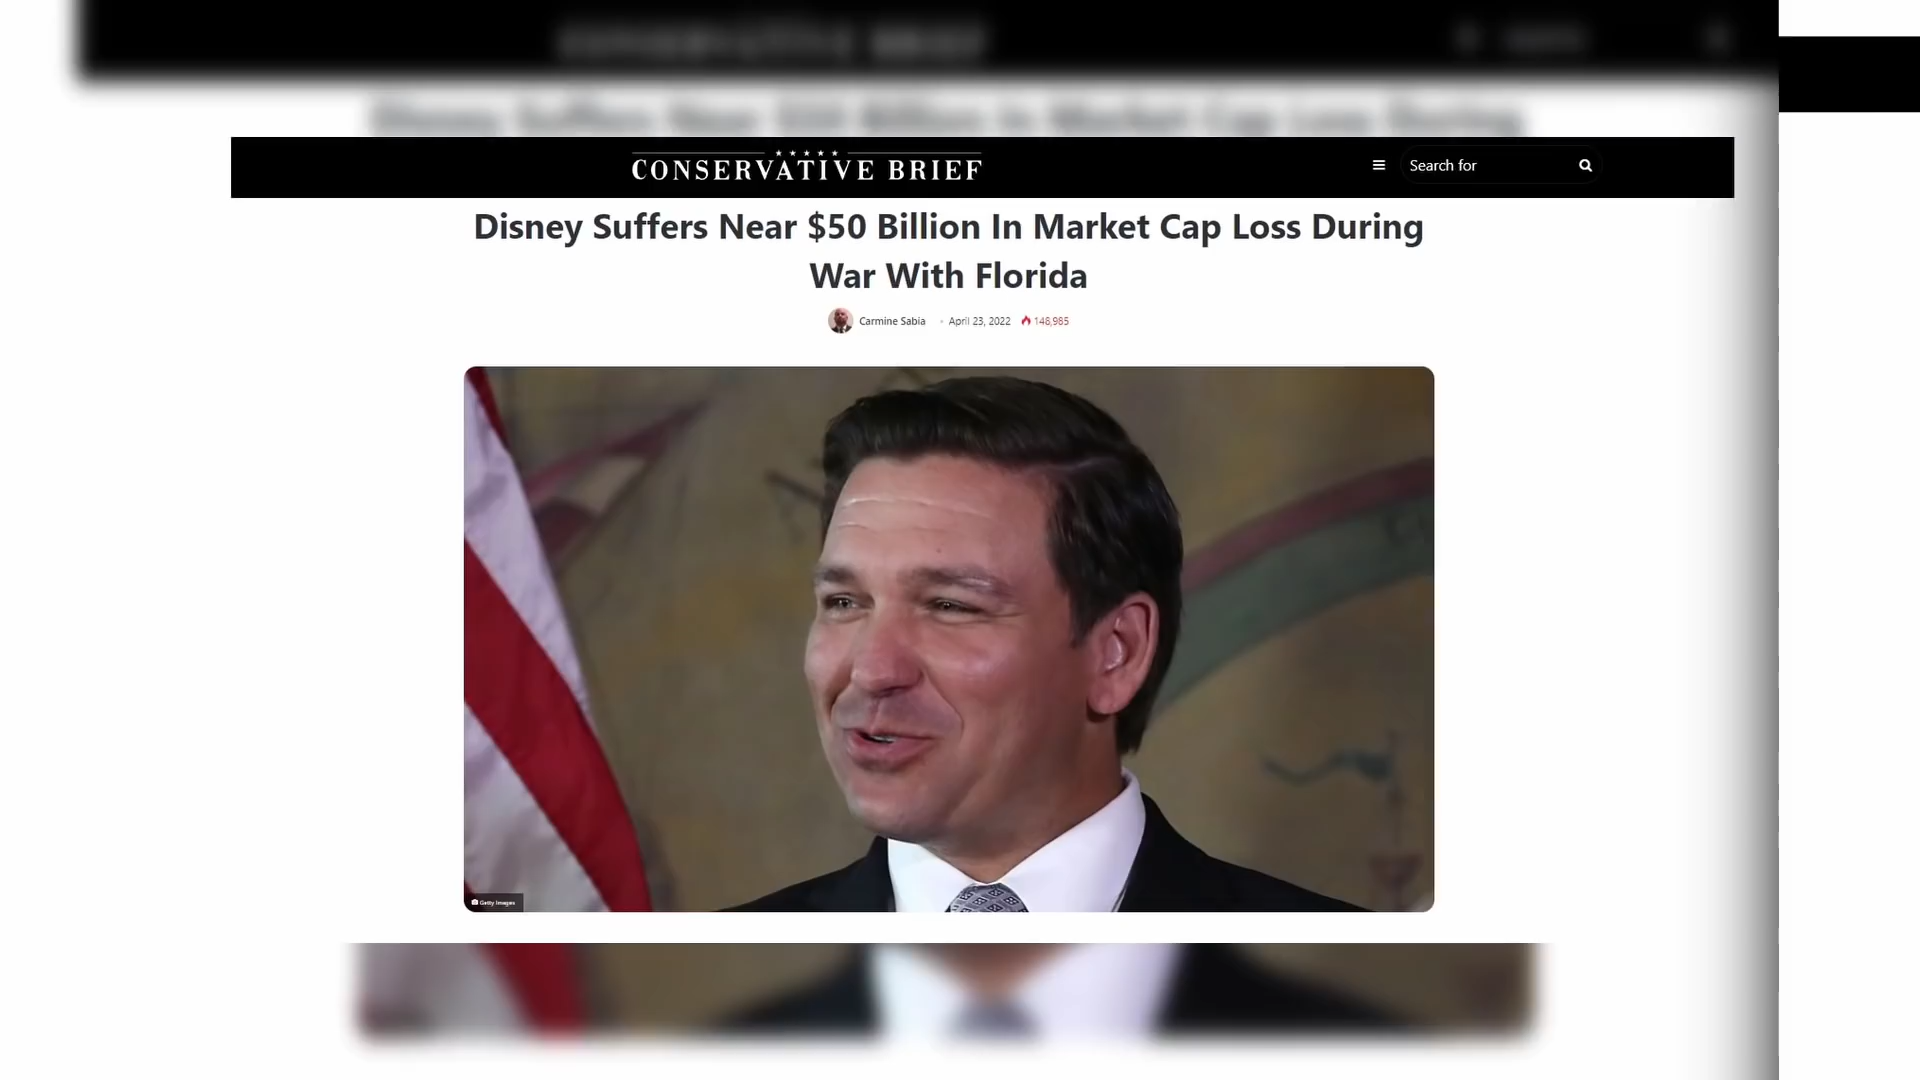 CONSERVATIVE BRIEF
Search for
Disney Suffers Near $50 Billion In Market Cap Loss During
War With Florida
Carmine Sabia · April 23, 2022 148,985
Getty Images